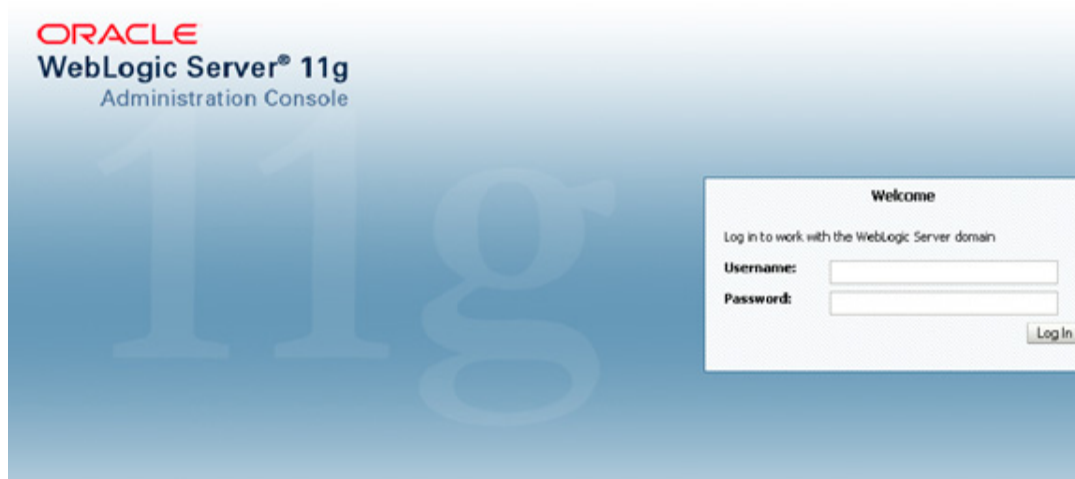 ORACLE
WebLogic Server® 11g
Administration Console
11g
Welcome
Log in to work with the WebLogic Server domain
Username:
Password:
Log In